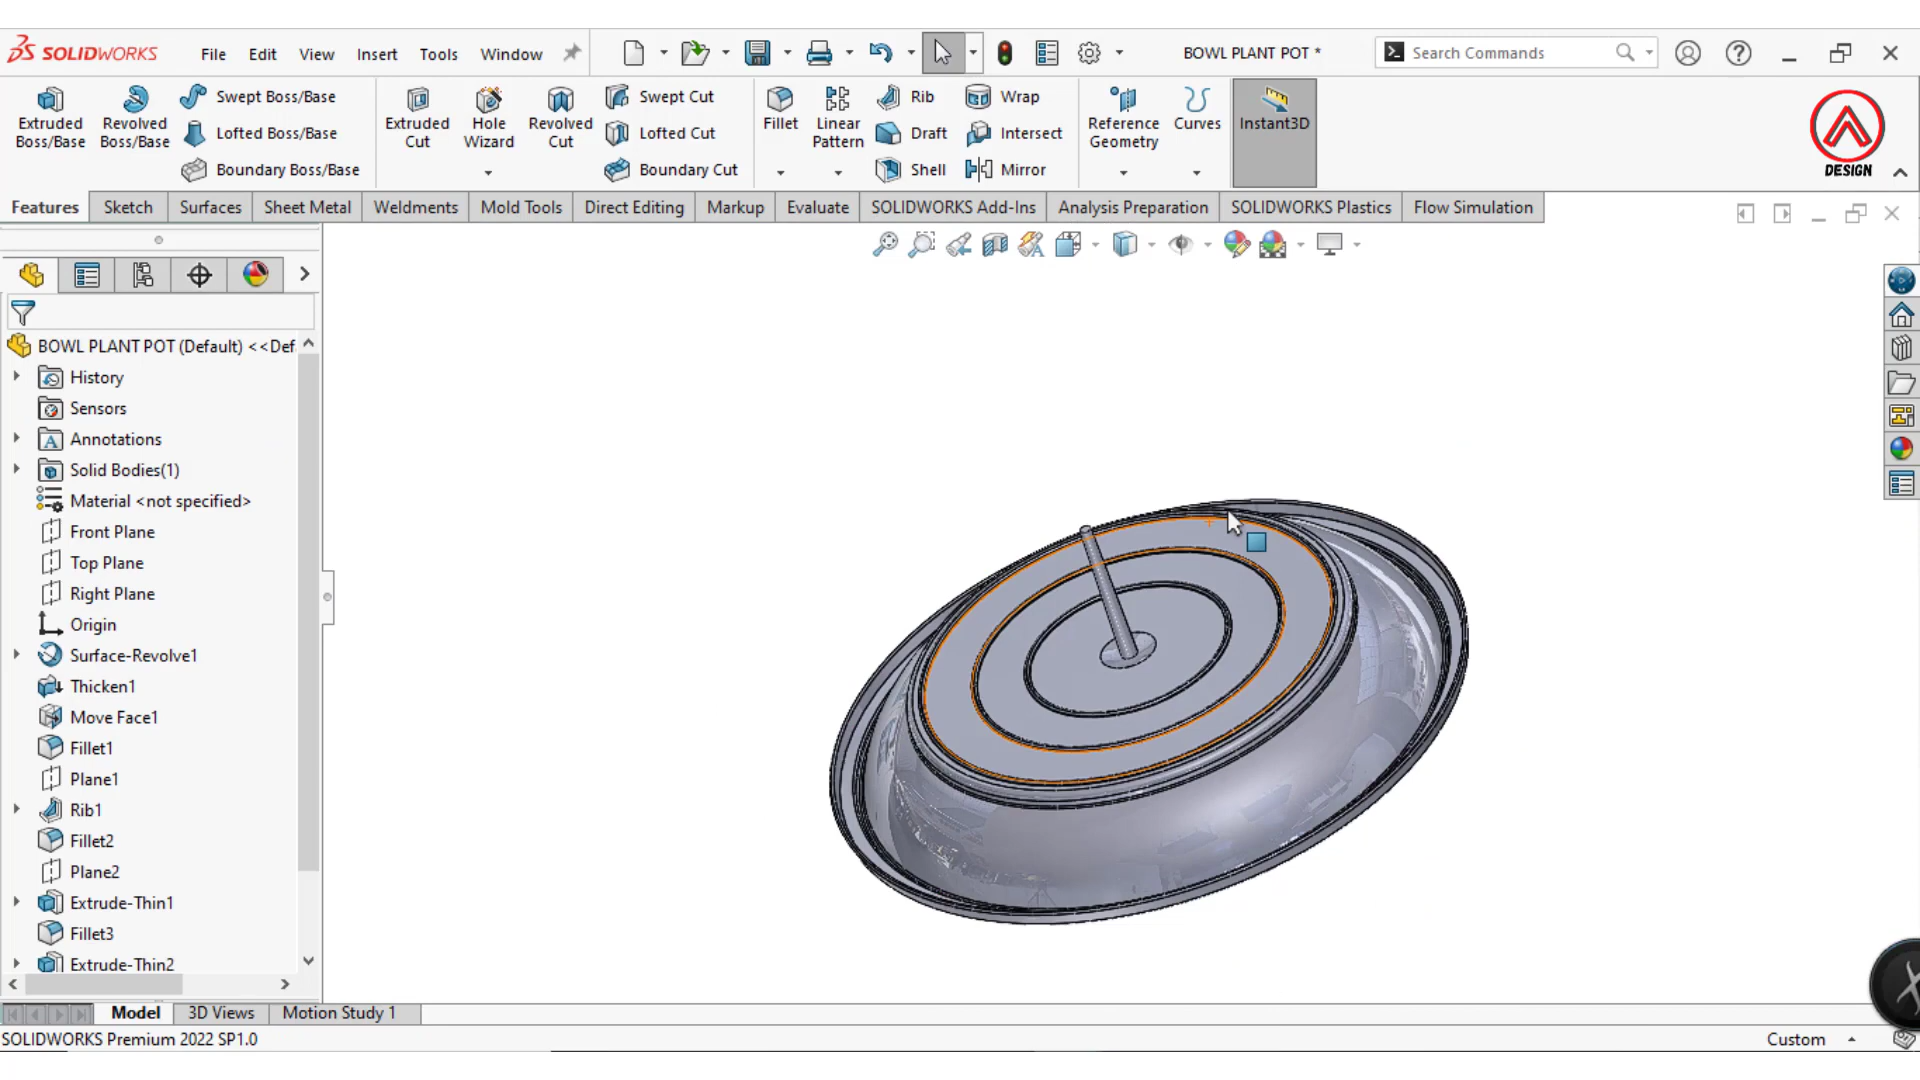 SOLIDWORKS File Edit View Insert Tools Window BOWL PLANT POT * Search Commands
Extruded Boss/Base Revolved Boss/Base Swept Boss/Base Lofted Boss/Base Boundary Boss/Base Extruded Cut Hole Wizard Revolved Cut Swept Cut Lofted Cut Boundary Cut Fillet Linear Pattern Rib Draft Shell Wrap Intersect Mirror Reference Geometry Curves Instant3D DESIGN
Features Sketch Surfaces Sheet Metal Weldments Mold Tools Direct Editing Markup Evaluate SOLIDWORKS Add-Ins Analysis Preparation SOLIDWORKS Plastics Flow Simulation
BOWL PLANT POT (Default) <<Def
History
Sensors
Annotations
Solid Bodies(1)
Material <not specified>
Front Plane
Top Plane
Right Plane
Origin
Surface-Revolve1
Thicken1
Move Face1
Fillet1
Plane1
Rib1
Fillet2
Plane2
Extrude-Thin1
Fillet3
Extrude-Thin2
Model 3D Views Motion Study 1
SOLIDWORKS Premium 2022 SP1.0 Custom